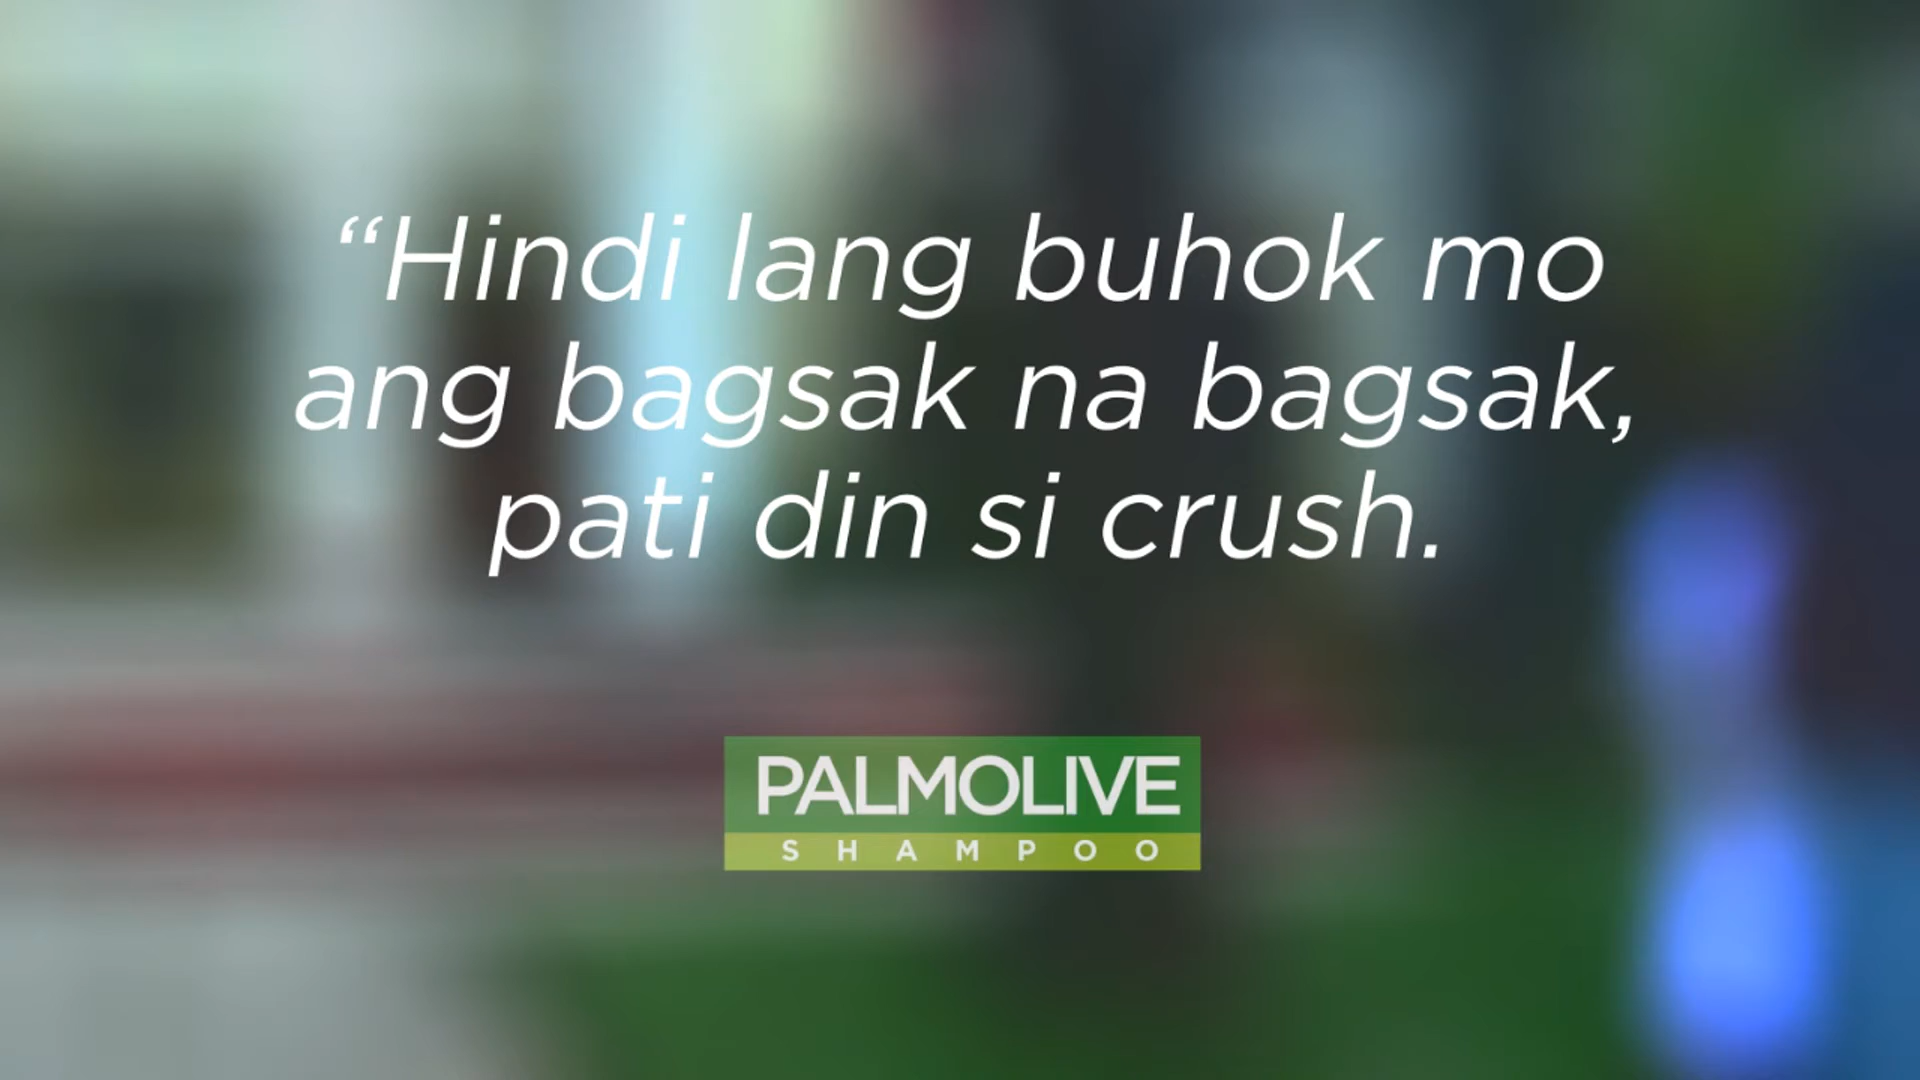 “Hindi lang buhok mo
ang bagsak na bagsak,
pati din si crush.
PALMOLIVE
SHAMPOO